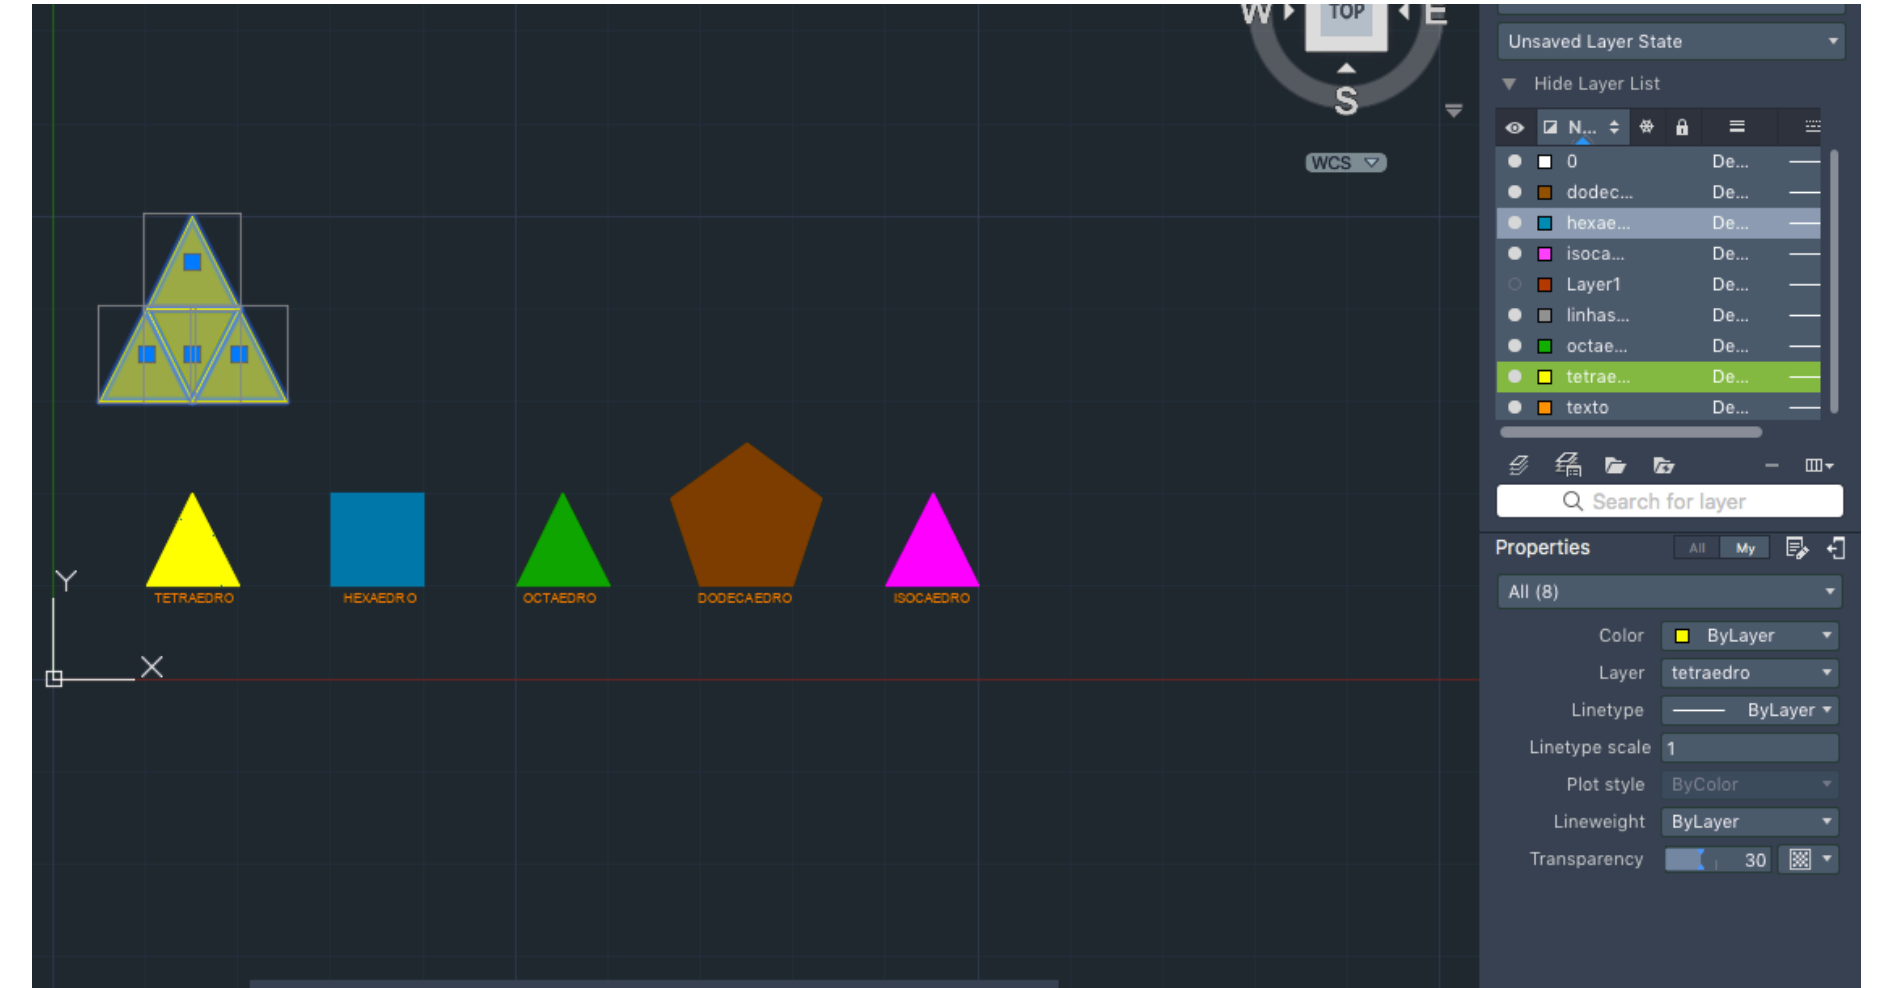 W TOP E
S
WCS
Y
X
TETRAEDRO HEXAEDRO OCTAEDRO DODECAEDRO ISOCAEDRO
Unsaved Layer State
Hide Layer List
N...
0 De...
dodec... De...
hexae... De...
isoca... De...
Layer1 De...
linhas... De...
octae... De...
tetrae... De...
texto De...
Search for layer
Properties All My
All (8)
Color ByLayer
Layer tetraedro
Linetype ByLayer
Linetype scale 1
Plot style ByColor
Lineweight ByLayer
Transparency 30